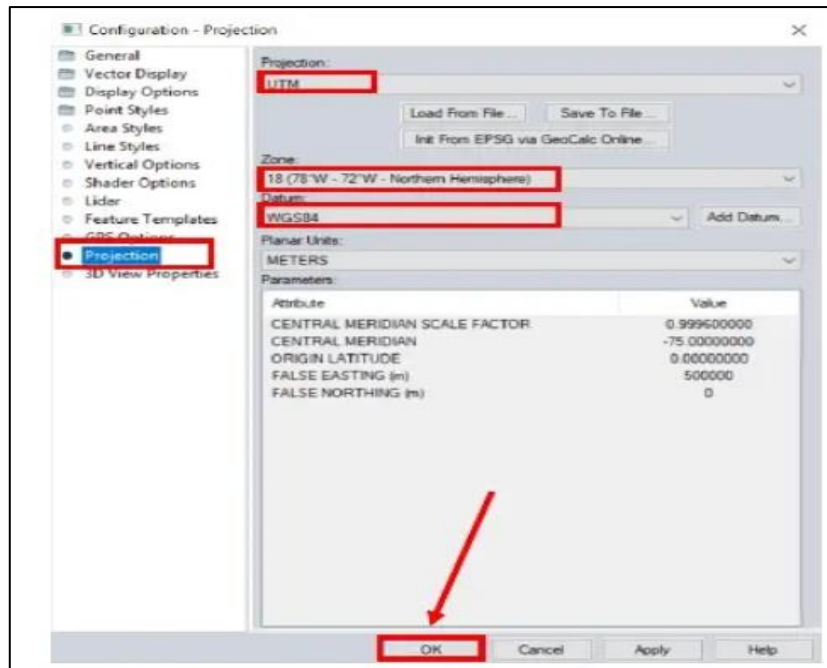 Configuration - Projection
General
Vector Display
Display Options
Point Styles
Area Styles
Line Styles
Vertical Options
Shader Options
Lidar
Feature Templates
GPS Options
Projection
3D View Properties
Projection:
UTM
Load From File...
Save To File...
Init From EPSG via GeoCalc Online...
Zone:
18 (78°W - 72°W - Northern Hemisphere)
Datum:
WGS84
Add Datum...
Planar Units:
METERS
Parameters:
Attribute Value
CENTRAL MERIDIAN SCALE FACTOR 0.999600000
CENTRAL MERIDIAN -75.00000000
ORIGIN LATITUDE 0.00000000
FALSE EASTING (m) 500000
FALSE NORTHING (m) 0
OK Cancel Apply Help